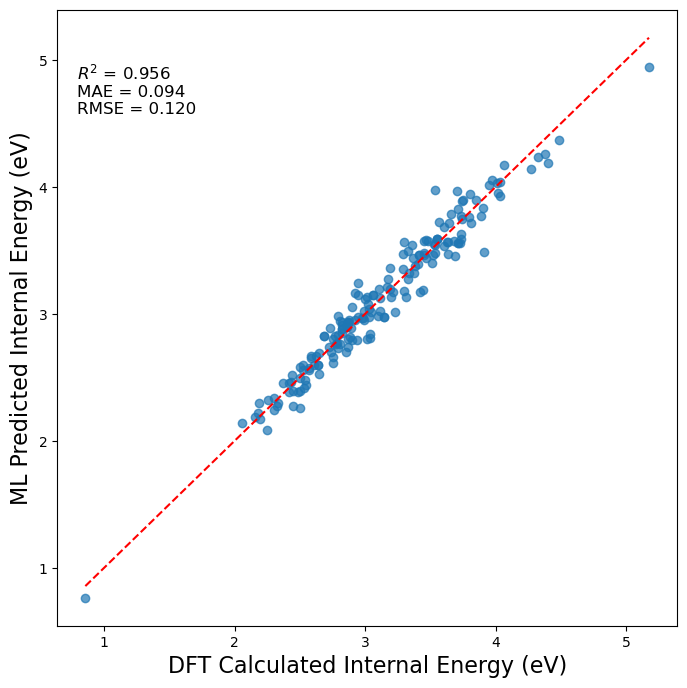 R² = 0.956
MAE = 0.094
RMSE = 0.120
ML Predicted Internal Energy (eV)
5
4
3
2
1
1 2 3 4 5
DFT Calculated Internal Energy (eV)